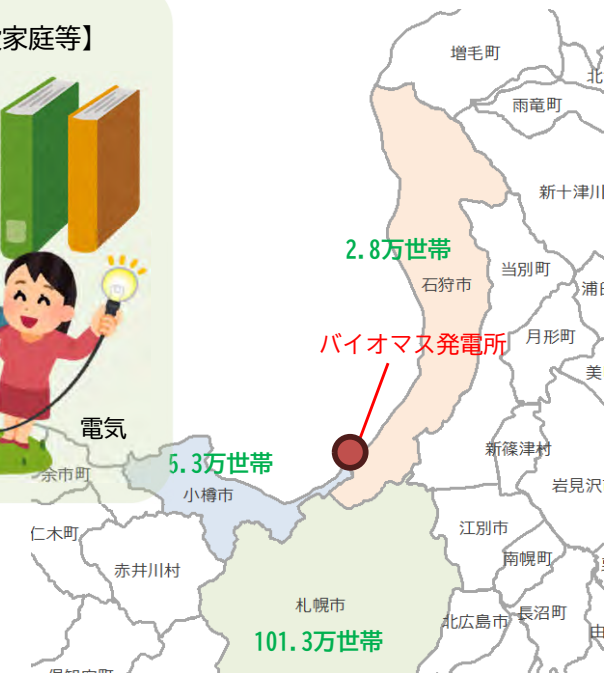 家庭等】
電気
増毛町
北
雨竜町
新十津川
2.8万世帯
石狩市
当別町
浦臼
バイオマス発電所
月形町
美
余市町
5.3万世帯
小樽市
新篠津村
岩見沢
仁木町
赤井川村
江別市
南幌町
札幌市
101.3万世帯
北広島市
長沼町
由